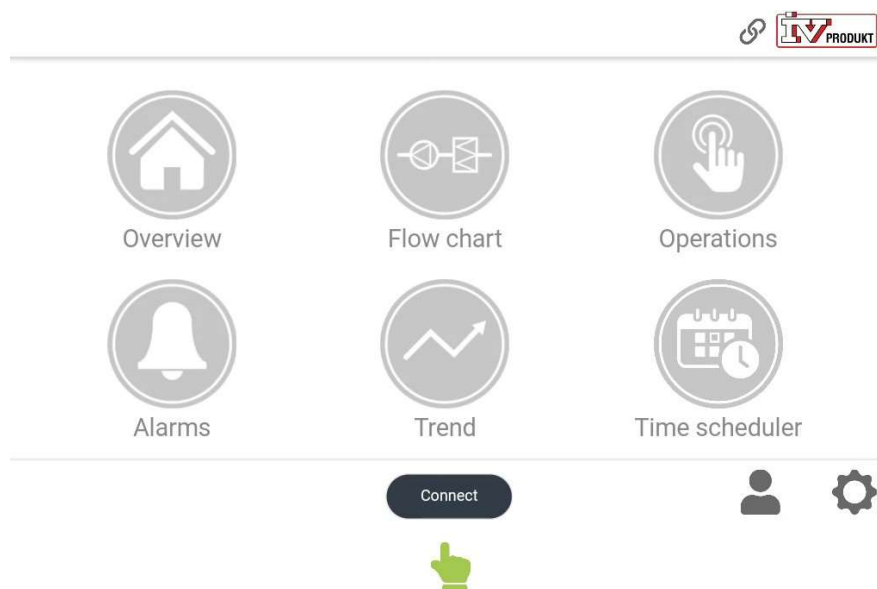 IV PRODUKT
Overview
Flow chart
Operations
Alarms
Trend
Time scheduler
Connect